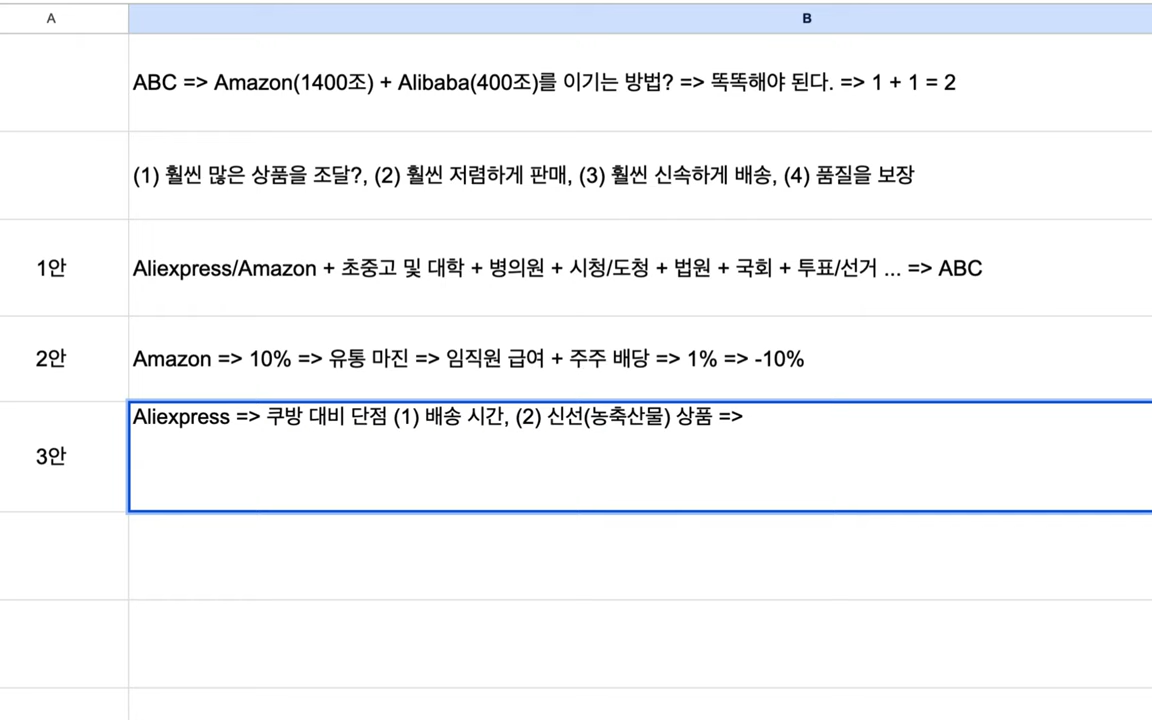 A
B
ABC => Amazon(1400조) + Alibaba(400조)를 이기는 방법? => 똑똑해야 된다. => 1 + 1 = 2
(1) 훨씬 많은 상품을 조달?, (2) 훨씬 저렴하게 판매, (3) 훨씬 신속하게 배송, (4) 품질을 보장
1안
Aliexpress/Amazon + 초중고 및 대학 + 병의원 + 시청/도청 + 법원 + 국회 + 투표/선거 ... => ABC
2안
Amazon => 10% => 유통 마진 => 임직원 급여 + 주주 배당 => 1% => -10%
3안
Aliexpress => 쿠방 대비 단점 (1) 배송 시간, (2) 신선(농축산물) 상품 =>